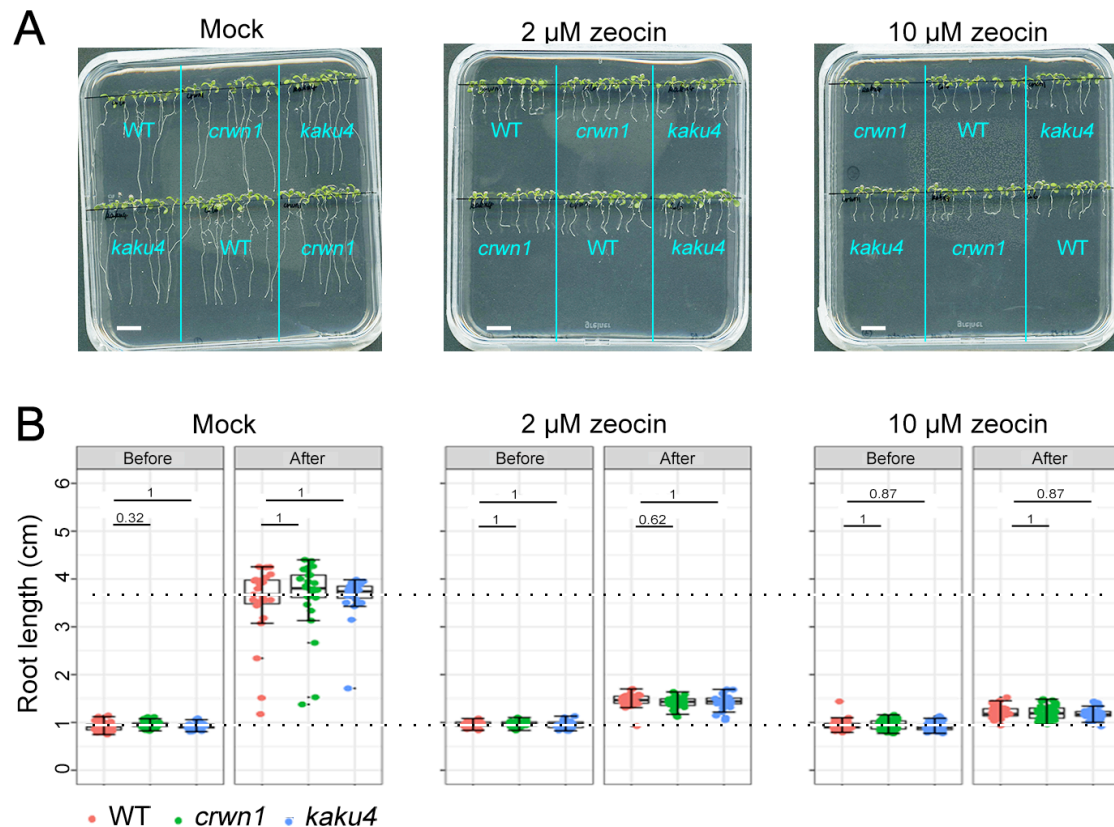 A
Mock
2 µM zeocin
10 µM zeocin
WT
crwn1
kaku4
WT
crwn1
kaku4
crwn1
WT
kaku4
kaku4
WT
crwn1
crwn1
WT
kaku4
kaku4
crwn1
WT
B
Mock
2 µM zeocin
10 µM zeocin
Before
After
Before
After
Before
After
Root length (cm)
6
5
4
3
2
1
0
1
0.32
1
1
1
1
1
0.62
0.87
1
0.87
1
WT
crwn1
kaku4